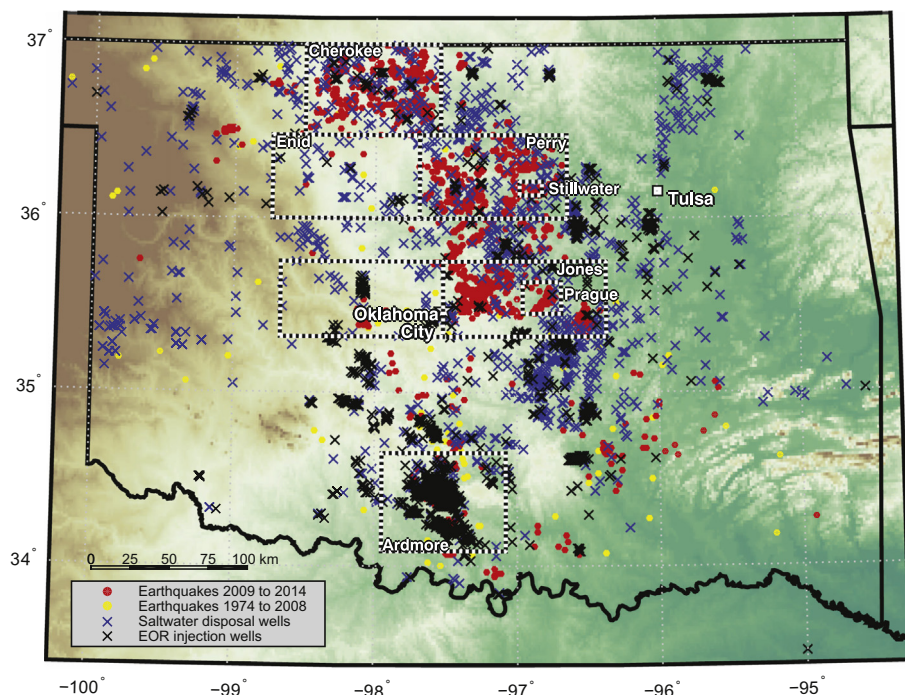 37°
Cherokee
Enid
Perry
Stillwater
Tulsa
36°
Jones
Prague
Oklahoma
City
35°
Ardmore
34°
0 25 50 75 100 km
Earthquakes 2009 to 2014
Earthquakes 1974 to 2008
Saltwater disposal wells
EOR injection wells
−100° −99° −98° −97° −96° −95°